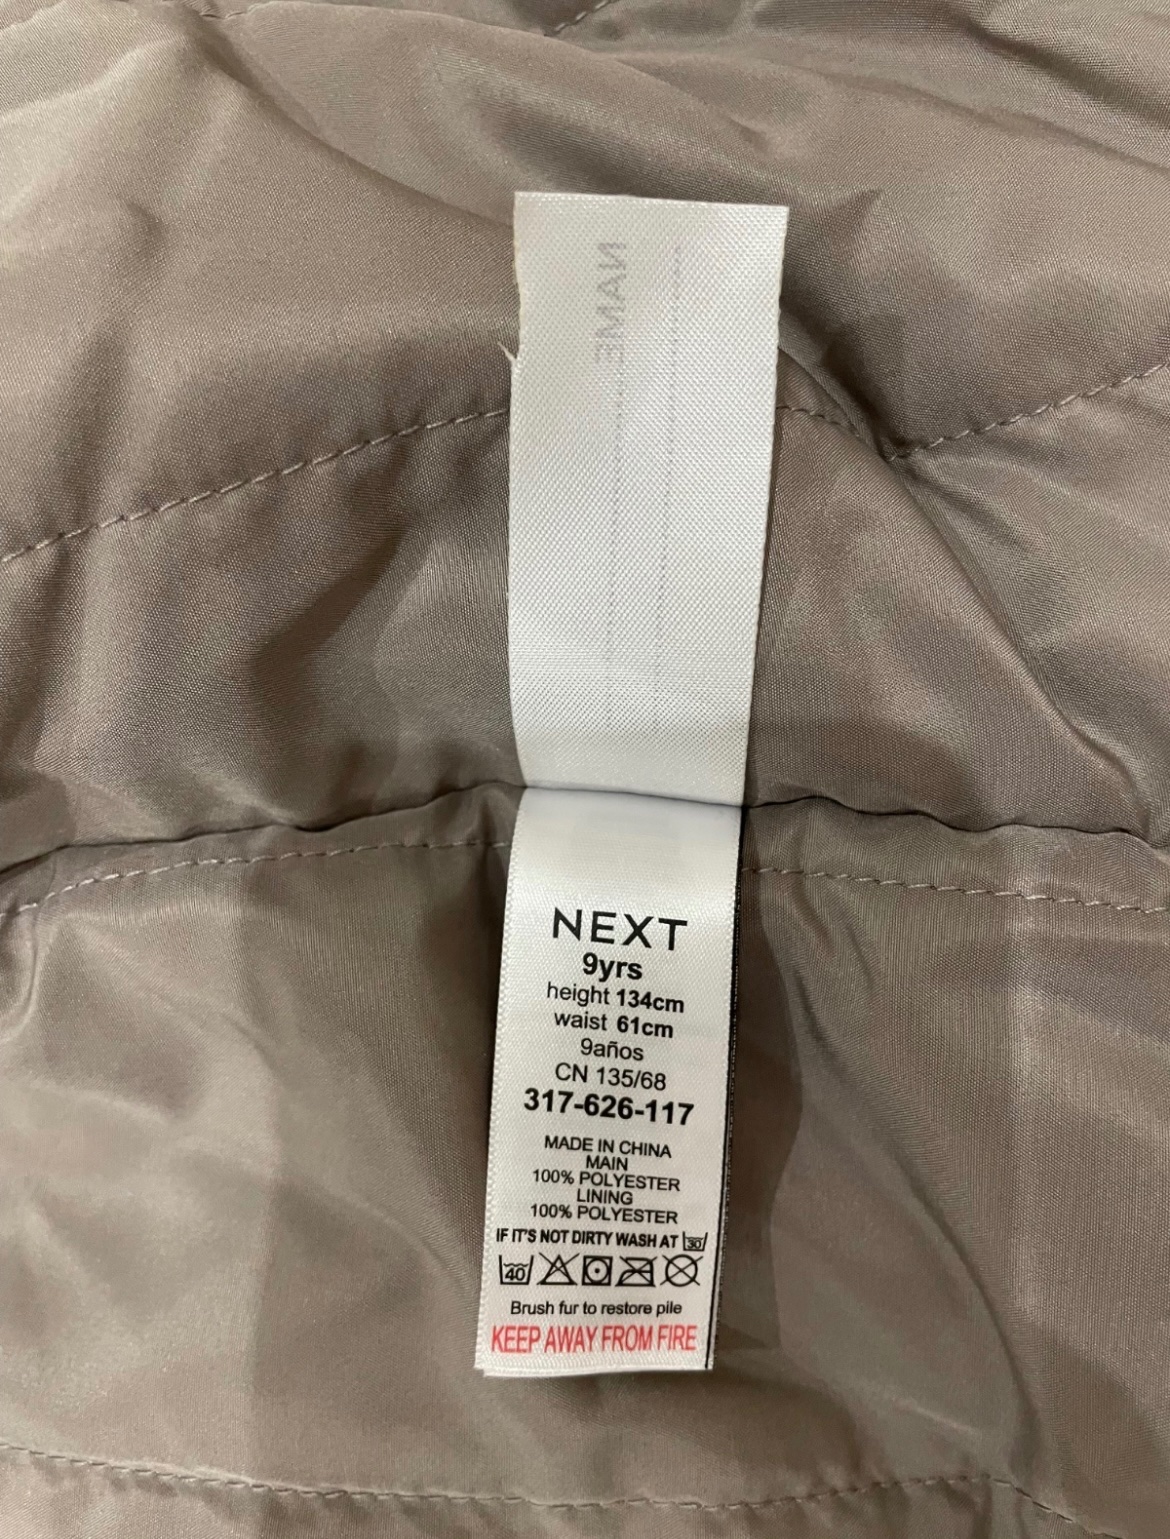 NAME
NEXT
9yrs
height 134cm
waist 61cm
9años
CN 135/68
317-626-117
MADE IN CHINA
MAIN
100% POLYESTER
LINING
100% POLYESTER
IF IT'S NOT DIRTY WASH AT 30
40
Brush fur to restore pile
KEEP AWAY FROM FIRE